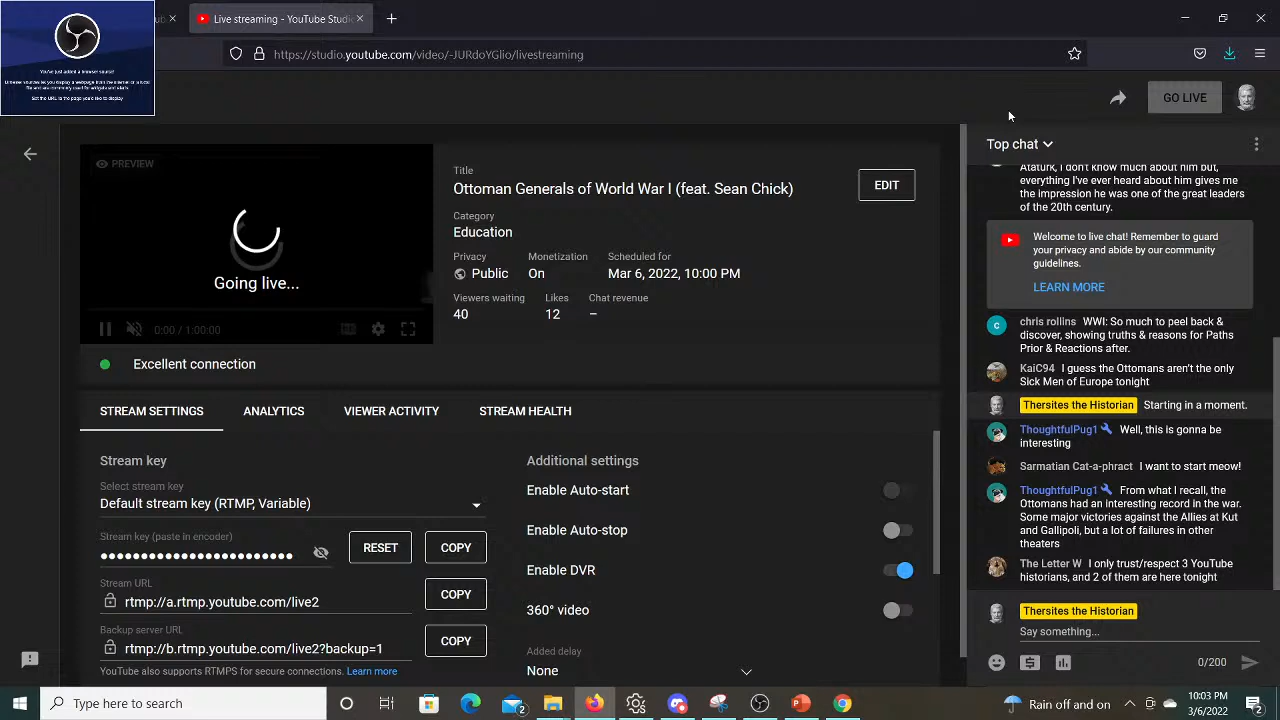 Live streaming - YouTube Studi
https://studio.youtube.com/video/-JURdoYGlio/livestreaming
You've just added a browser source!
GO LIVE
PREVIEW
Going live...
0:00 / 1:00:00
Excellent connection
Title
Ottoman Generals of World War I (feat. Sean Chick)
EDIT
Category
Education
Privacy
Monetization
Scheduled for
Public
On
Mar 6, 2022, 10:00 PM
Viewers waiting
Likes
Chat revenue
40
12
–
STREAM SETTINGS
ANALYTICS
VIEWER ACTIVITY
STREAM HEALTH
Stream key
Select stream key
Default stream key (RTMP, Variable)
Stream key (paste in encoder)
••••••••••••••••••••••••
RESET
COPY
Stream URL
rtmp://a.rtmp.youtube.com/live2
COPY
Backup server URL
rtmp://b.rtmp.youtube.com/live2?backup=1
COPY
YouTube also supports RTMPS for secure connections. Learn more
Additional settings
Enable Auto-start
Enable Auto-stop
Enable DVR
360° video
Added delay
None
Top chat
Ataturk, I don't know much about him but,
everything I've ever heard about him gives me
the impression he was one of the great leaders
of the 20th century.
Welcome to live chat! Remember to guard
your privacy and abide by our community
guidelines.
LEARN MORE
chris rollins WWI: So much to peel back &
discover, showing truths & reasons for Paths
Prior & Reactions after.
KaiC94 I guess the Ottomans aren't the only
Sick Men of Europe tonight
Thersites the Historian Starting in a moment.
ThoughtfulPug1 Well, this is gonna be
interesting
Sarmatian Cat-a-phract I want to start meow!
ThoughtfulPug1 From what I recall, the
Ottomans had an interesting record in the war.
Some major victories against the Allies at Kut
and Gallipoli, but a lot of failures in other
theaters
The Letter W I only trust/respect 3 YouTube
historians, and 2 of them are here tonight
Thersites the Historian
Say something...
0/200
Type here to search
Rain off and on
10:03 PM
3/6/2022